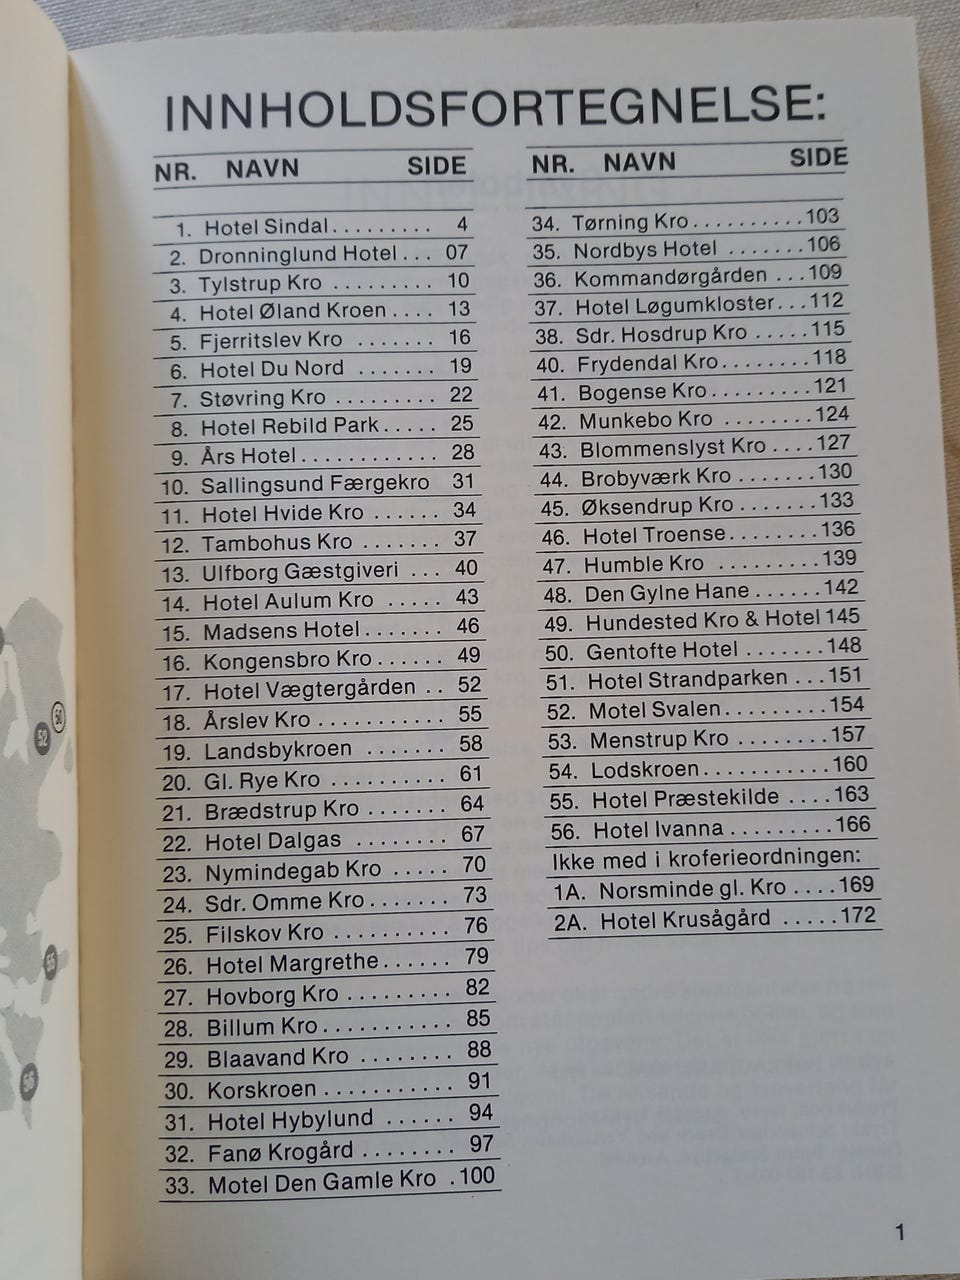 INNHOLDSFORTEGNELSE:
NR. NAVN SIDE
1. Hotel Sindal......... 4
2. Dronninglund Hotel... 07
3. Tylstrup Kro ......... 10
4. Hotel Øland Kroen.... 13
5. Fjerritslev Kro ....... 16
6. Hotel Du Nord ....... 19
7. Støvring Kro ......... 22
8. Hotel Rebild Park..... 25
9. Års Hotel............ 28
10. Sallingsund Færgekro 31
11. Hotel Hvide Kro ...... 34
12. Tambohus Kro ....... 37
13. Ulfborg Gæstgiveri ... 40
14. Hotel Aulum Kro ..... 43
15. Madsens Hotel....... 46
16. Kongensbro Kro...... 49
17. Hotel Vægtergården .. 52
18. Årslev Kro ........... 55
19. Landsbykroen ....... 58
20. Gl. Rye Kro .......... 61
21. Brædstrup Kro ....... 64
22. Hotel Dalgas ........ 67
23. Nymindegab Kro ..... 70
24. Sdr. Omme Kro....... 73
25. Filskov Kro .......... 76
26. Hotel Margrethe...... 79
27. Hovborg Kro ......... 82
28. Billum Kro........... 85
29. Blaavand Kro ........ 88
30. Korskroen ........... 91
31. Hotel Hybylund ...... 94
32. Fanø Krogård ........ 97
33. Motel Den Gamle Kro .100
NR. NAVN SIDE
34. Tørning Kro..........103
35. Nordbys Hotel .......106
36. Kommandørgården ...109
37. Hotel Løgumkloster...112
38. Sdr. Hosdrup Kro .....115
40. Frydendal Kro........118
41. Bogense Kro.........121
42. Munkebo Kro ........124
43. Blommenslyst Kro ....127
44. Brobyværk Kro .......130
45. Øksendrup Kro .......133
46. Hotel Troense........136
47. Humble Kro .........139
48. Den Gylne Hane ......142
49. Hundested Kro & Hotel 145
50. Gentofte Hotel .......148
51. Hotel Strandparken ...151
52. Motel Svalen.........154
53. Menstrup Kro ........157
54. Lodskroen...........160
55. Hotel Præstekilde ....163
56. Hotel Ivanna .........166
Ikke med i kroferieordningen:
1A. Norsminde gl. Kro ....169
2A. Hotel Krusågård .....172
1
50
52
55
56